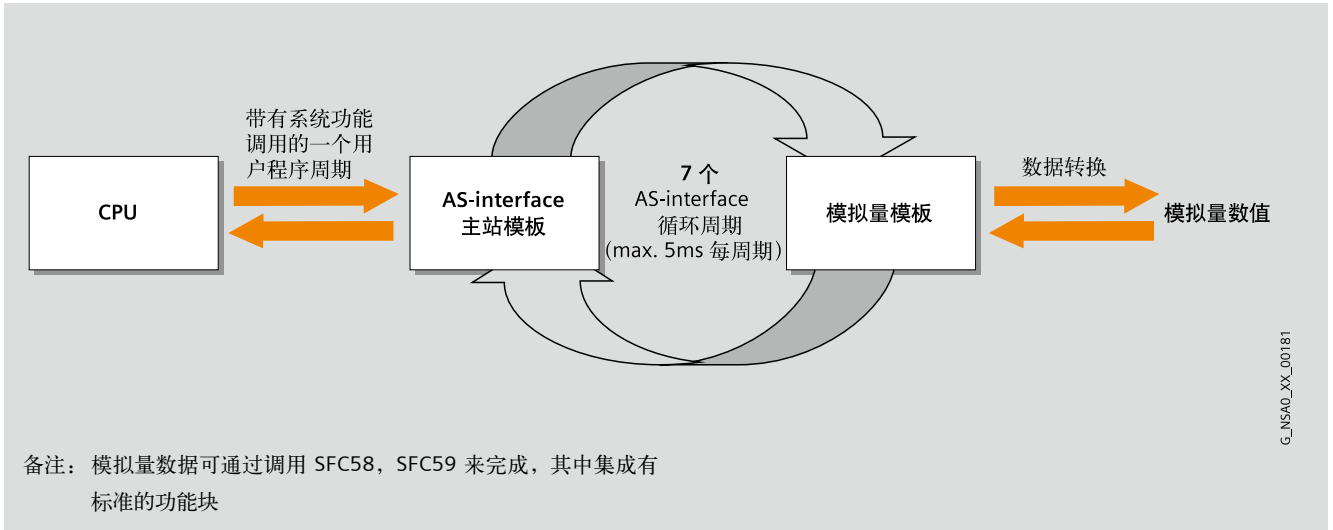 带有系统功能
调用的一个用
户程序周期
CPU
AS-interface
主站模板
7 个
AS-interface
循环周期
(max. 5ms 每周期)
模拟量模板
数据转换
模拟量数值
G_NSA0_XX_00181
备注：模拟量数据可通过调用 SFC58，SFC59 来完成，其中集成有
标准的功能块